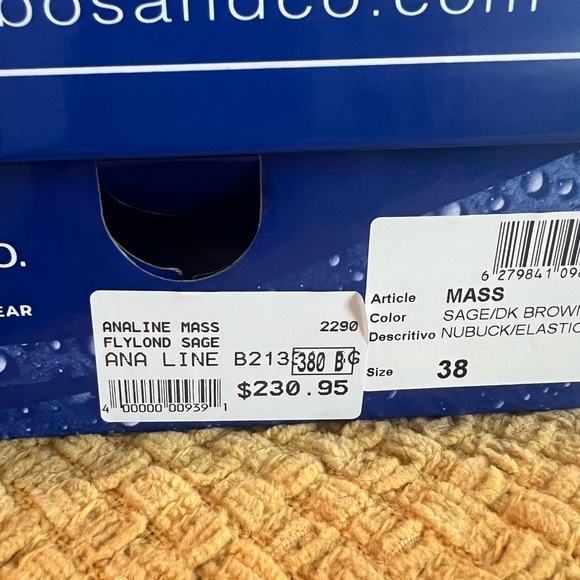 bosandco.com
O.
EAR
ANALINE MASS 2290
FLYLOND SAGE
ANA LINE B213 380 B G
4 00000 00939 1
$230.95
6 279841 09
Article MASS
Color SAGE/DK BROWN
Descritivo NUBUCK/ELASTIC
Size 38